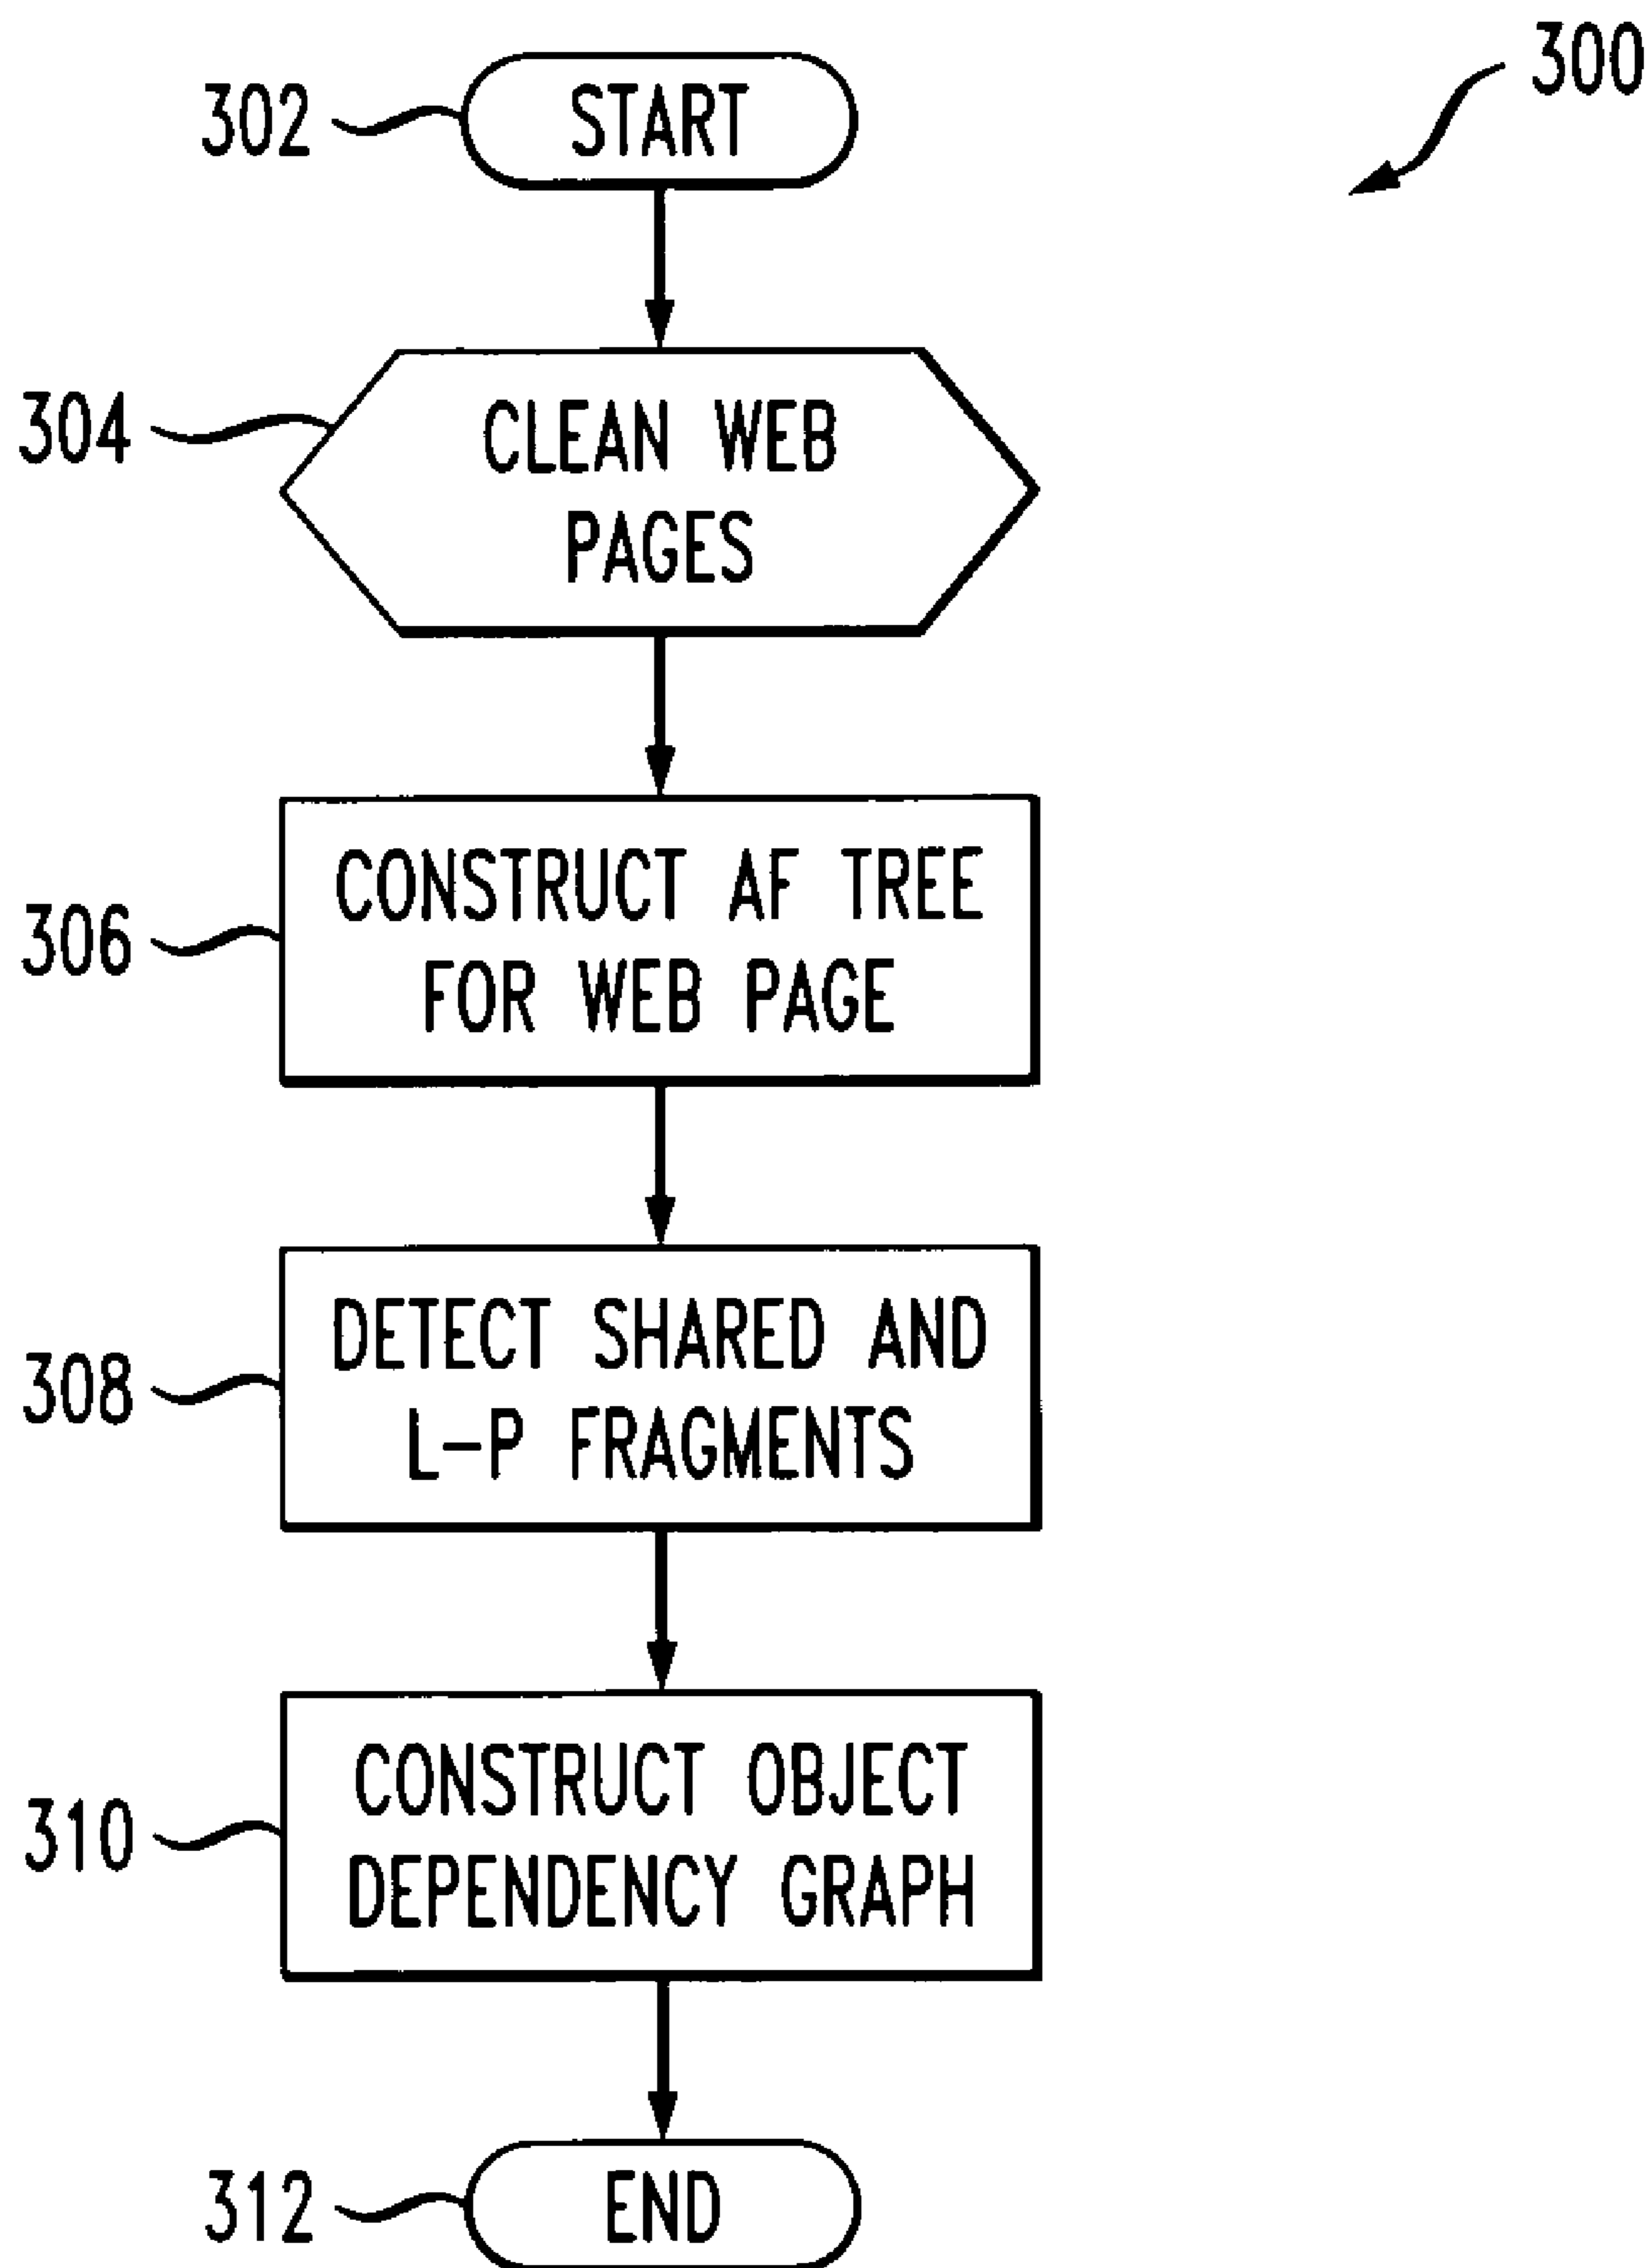 300
302
START
304
CLEAN WEB
PAGES
306
CONSTRUCT AF TREE
FOR WEB PAGE
308
DETECT SHARED AND
L-P FRAGMENTS
310
CONSTRUCT OBJECT
DEPENDENCY GRAPH
312
END